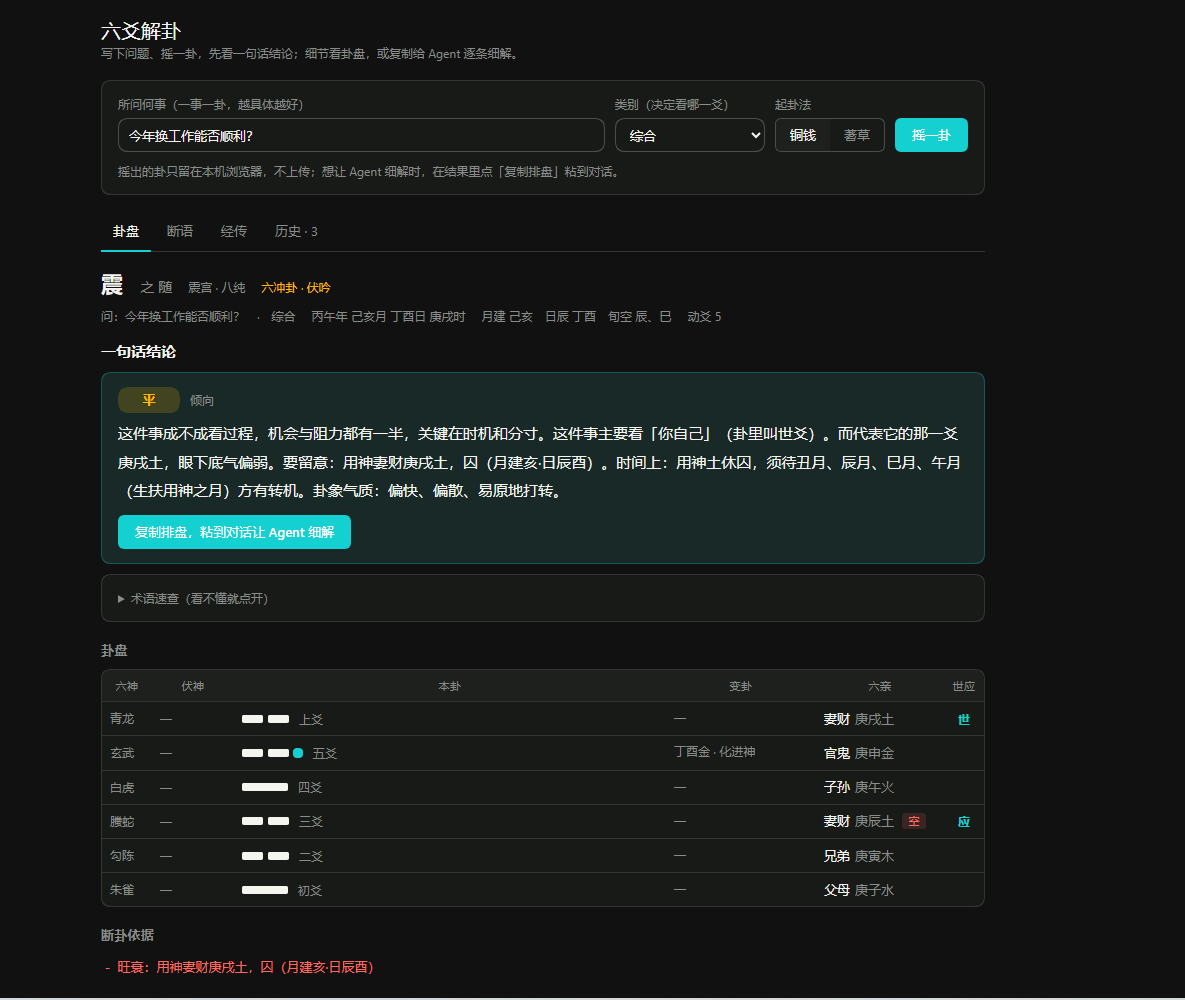 六爻解卦
写下问题、摇一卦，先看一句话结论；细节看卦盘，或复制给 Agent 逐条细解。
所问何事（一事一卦，越具体越好） 类别（决定看哪一爻） 起卦法
今年换工作能否顺利？ 综合 铜钱 蓍草 摇一卦
摇出的卦只留在本机浏览器，不上传；想让 Agent 细解时，在结果里点「复制排盘」粘到对话。
卦盘 断语 经传 历史 · 3
震 之 随 震宫 · 八纯 六冲卦 · 伏吟
问：今年换工作能否顺利？ · 综合 丙午年 己亥月 丁酉日 庚戌时 月建 己亥 日辰 丁酉 旬空 辰、巳 动爻 5
一句话结论
平 倾向
这件事成不成看过程，机会与阻力都有一半，关键在时机和分寸。这件事主要看「你自己」（卦里叫世爻）。而代表它的那一爻
庚戌土，眼下底气偏弱。要留意：用神妻财庚戌土，囚（月建亥·日辰酉）。时间上：用神土休囚，须待丑月、辰月、巳月、午月
（生扶用神之月）方有转机。卦象气质：偏快、偏散、易原地打转。
复制排盘，粘到对话让 Agent 细解
▶ 术语速查（看不懂就点开）
卦盘
六神 伏神 本卦 变卦 六亲 世应
青龙 — 上爻 — 妻财 庚戌土 世
玄武 — 五爻 丁酉金 · 化进神 官鬼 庚申金
白虎 — 四爻 — 子孙 庚午火
螣蛇 — 三爻 — 妻财 庚辰土 空 应
勾陈 — 二爻 — 兄弟 庚寅木
朱雀 — 初爻 — 父母 庚子水
断卦依据
- 旺衰：用神妻财庚戌土，囚（月建亥·日辰酉）